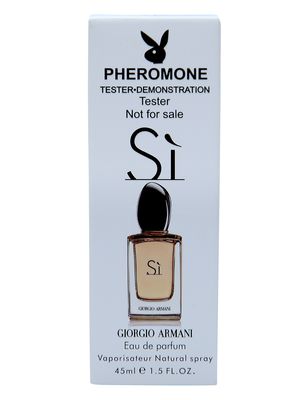 PHEROMONE
TESTER•DEMONSTRATION
Tester
Not for sale
Sì
Sì
GIORGIO ARMANI
GIORGIO ARMANI
Eau de parfum
Vaporisateur Natural spray
45ml ℮ 1.5 FL.OZ.